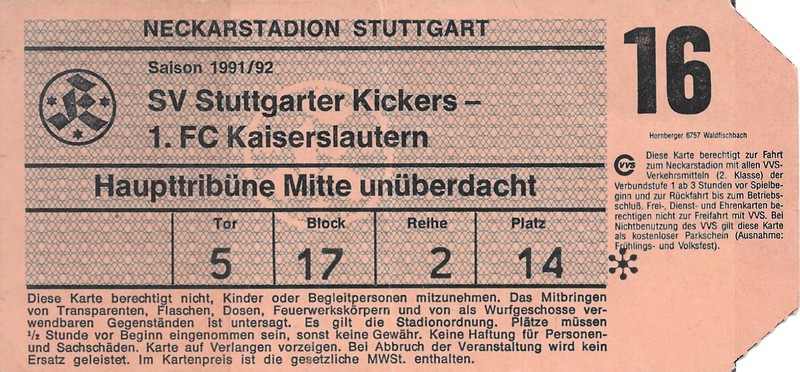 NECKARSTADION STUTTGART
Saison 1991/92
SV Stuttgarter Kickers –
1. FC Kaiserslautern
Haupttribüne Mitte unüberdacht
Tor Block Reihe Platz
5 17 2 14
Diese Karte berechtigt nicht, Kinder oder Begleitpersonen mitzunehmen. Das Mitbringen
von Transparenten, Flaschen, Dosen, Feuerwerkskörpern und von als Wurfgeschosse ver-
wendbaren Gegenständen ist untersagt. Es gilt die Stadionordnung. Plätze müssen
½ Stunde vor Beginn eingenommen sein, sonst keine Gewähr. Keine Haftung für Personen-
und Sachschäden. Karte auf Verlangen vorzeigen. Bei Abbruch der Veranstaltung wird kein
Ersatz geleistet. Im Kartenpreis ist die gesetzliche MWSt. enthalten.
16
Hornberger 6757 Waldfischbach
VVS
Diese Karte berechtigt zur Fahrt
zum Neckarstadion mit allen VVS-
Verkehrsmitteln (2. Klasse) der
Verbundstufe 1 ab 3 Stunden vor Spielbe-
ginn und zur Rückfahrt bis zum Betriebs-
schluß. Frei-, Dienst- und Ehrenkarten be-
rechtigen nicht zur Freifahrt mit VVS. Bei
Nichtbenutzung des VVS gilt diese Karte
als kostenloser Parkschein (Ausnahme:
Frühlings- und Volksfest).